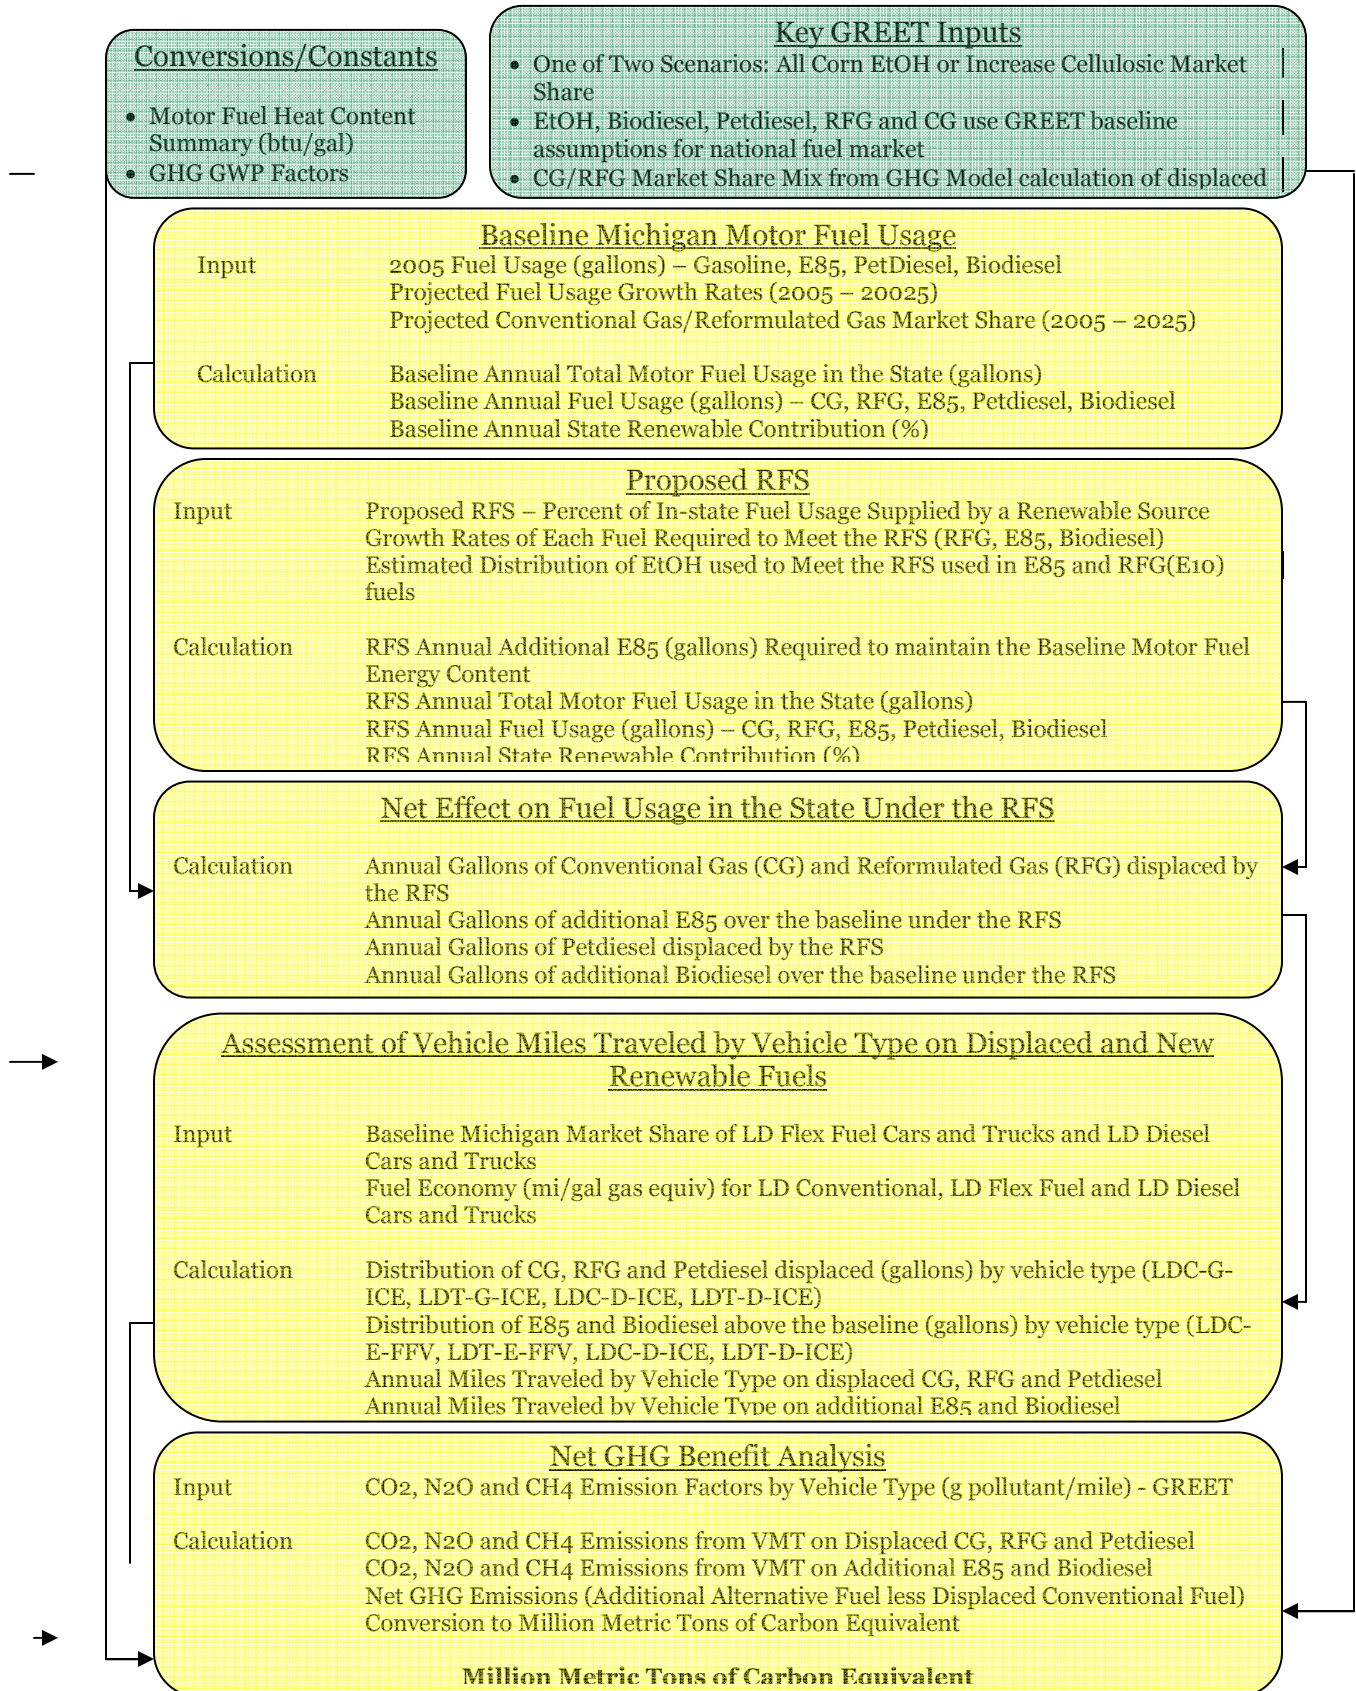 Conversions/Constants
• Motor Fuel Heat Content
Summary (btu/gal)
• GHG GWP Factors
Key GREET Inputs
• One of Two Scenarios: All Corn EtOH or Increase Cellulosic Market
Share
• EtOH, Biodiesel, Petdiesel, RFG and CG use GREET baseline
assumptions for national fuel market
• CG/RFG Market Share Mix from GHG Model calculation of displaced
Baseline Michigan Motor Fuel Usage
Input 2005 Fuel Usage (gallons) – Gasoline, E85, PetDiesel, Biodiesel
Projected Fuel Usage Growth Rates (2005 – 20025)
Projected Conventional Gas/Reformulated Gas Market Share (2005 – 2025)
Calculation Baseline Annual Total Motor Fuel Usage in the State (gallons)
Baseline Annual Fuel Usage (gallons) – CG, RFG, E85, Petdiesel, Biodiesel
Baseline Annual State Renewable Contribution (%)
Proposed RFS
Input Proposed RFS – Percent of In-state Fuel Usage Supplied by a Renewable Source
Growth Rates of Each Fuel Required to Meet the RFS (RFG, E85, Biodiesel)
Estimated Distribution of EtOH used to Meet the RFS used in E85 and RFG(E10)
fuels
Calculation RFS Annual Additional E85 (gallons) Required to maintain the Baseline Motor Fuel
Energy Content
RFS Annual Total Motor Fuel Usage in the State (gallons)
RFS Annual Fuel Usage (gallons) – CG, RFG, E85, Petdiesel, Biodiesel
RFS Annual State Renewable Contribution (%)
Net Effect on Fuel Usage in the State Under the RFS
Calculation Annual Gallons of Conventional Gas (CG) and Reformulated Gas (RFG) displaced by
the RFS
Annual Gallons of additional E85 over the baseline under the RFS
Annual Gallons of Petdiesel displaced by the RFS
Annual Gallons of additional Biodiesel over the baseline under the RFS
Assessment of Vehicle Miles Traveled by Vehicle Type on Displaced and New
Renewable Fuels
Input Baseline Michigan Market Share of LD Flex Fuel Cars and Trucks and LD Diesel
Cars and Trucks
Fuel Economy (mi/gal gas equiv) for LD Conventional, LD Flex Fuel and LD Diesel
Cars and Trucks
Calculation Distribution of CG, RFG and Petdiesel displaced (gallons) by vehicle type (LDC-G-
ICE, LDT-G-ICE, LDC-D-ICE, LDT-D-ICE)
Distribution of E85 and Biodiesel above the baseline (gallons) by vehicle type (LDC-
E-FFV, LDT-E-FFV, LDC-D-ICE, LDT-D-ICE)
Annual Miles Traveled by Vehicle Type on displaced CG, RFG and Petdiesel
Annual Miles Traveled by Vehicle Type on additional E85 and Biodiesel
Net GHG Benefit Analysis
Input CO2, N2O and CH4 Emission Factors by Vehicle Type (g pollutant/mile) - GREET
Calculation CO2, N2O and CH4 Emissions from VMT on Displaced CG, RFG and Petdiesel
CO2, N2O and CH4 Emissions from VMT on Additional E85 and Biodiesel
Net GHG Emissions (Additional Alternative Fuel less Displaced Conventional Fuel)
Conversion to Million Metric Tons of Carbon Equivalent
Million Metric Tons of Carbon Equivalent